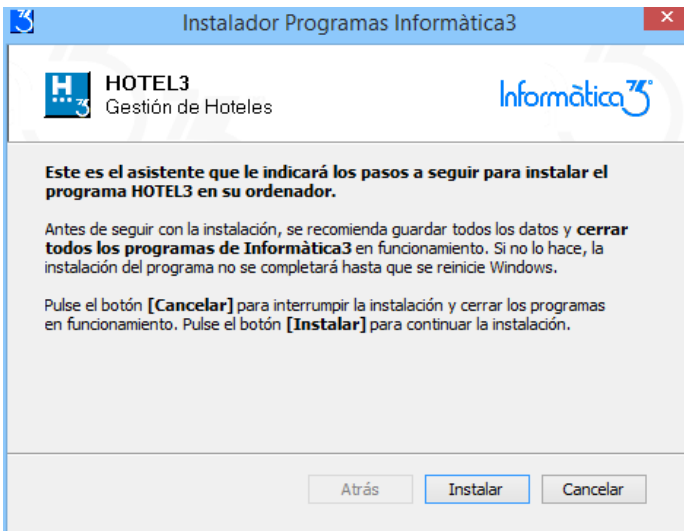 3 Instalador Programas Informàtica3
H
3
HOTEL3
Gestión de Hoteles
Informàtica3
Este es el asistente que le indicará los pasos a seguir para instalar el
programa HOTEL3 en su ordenador.
Antes de seguir con la instalación, se recomienda guardar todos los datos y cerrar
todos los programas de Informàtica3 en funcionamiento. Si no lo hace, la
instalación del programa no se completará hasta que se reinicie Windows.
Pulse el botón [Cancelar] para interrumpir la instalación y cerrar los programas
en funcionamiento. Pulse el botón [Instalar] para continuar la instalación.
Atrás Instalar Cancelar